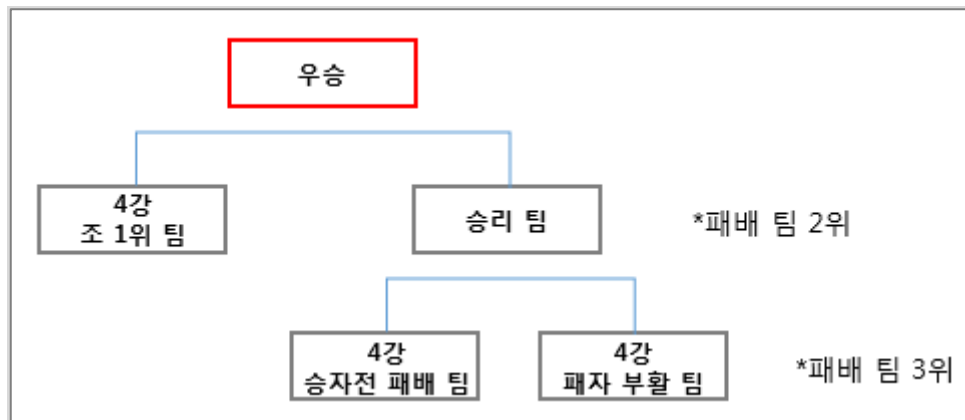 우승
4강
조 1위 팀
승리 팀
*패배 팀 2위
4강
승자전 패배 팀
4강
패자 부활 팀
*패배 팀 3위